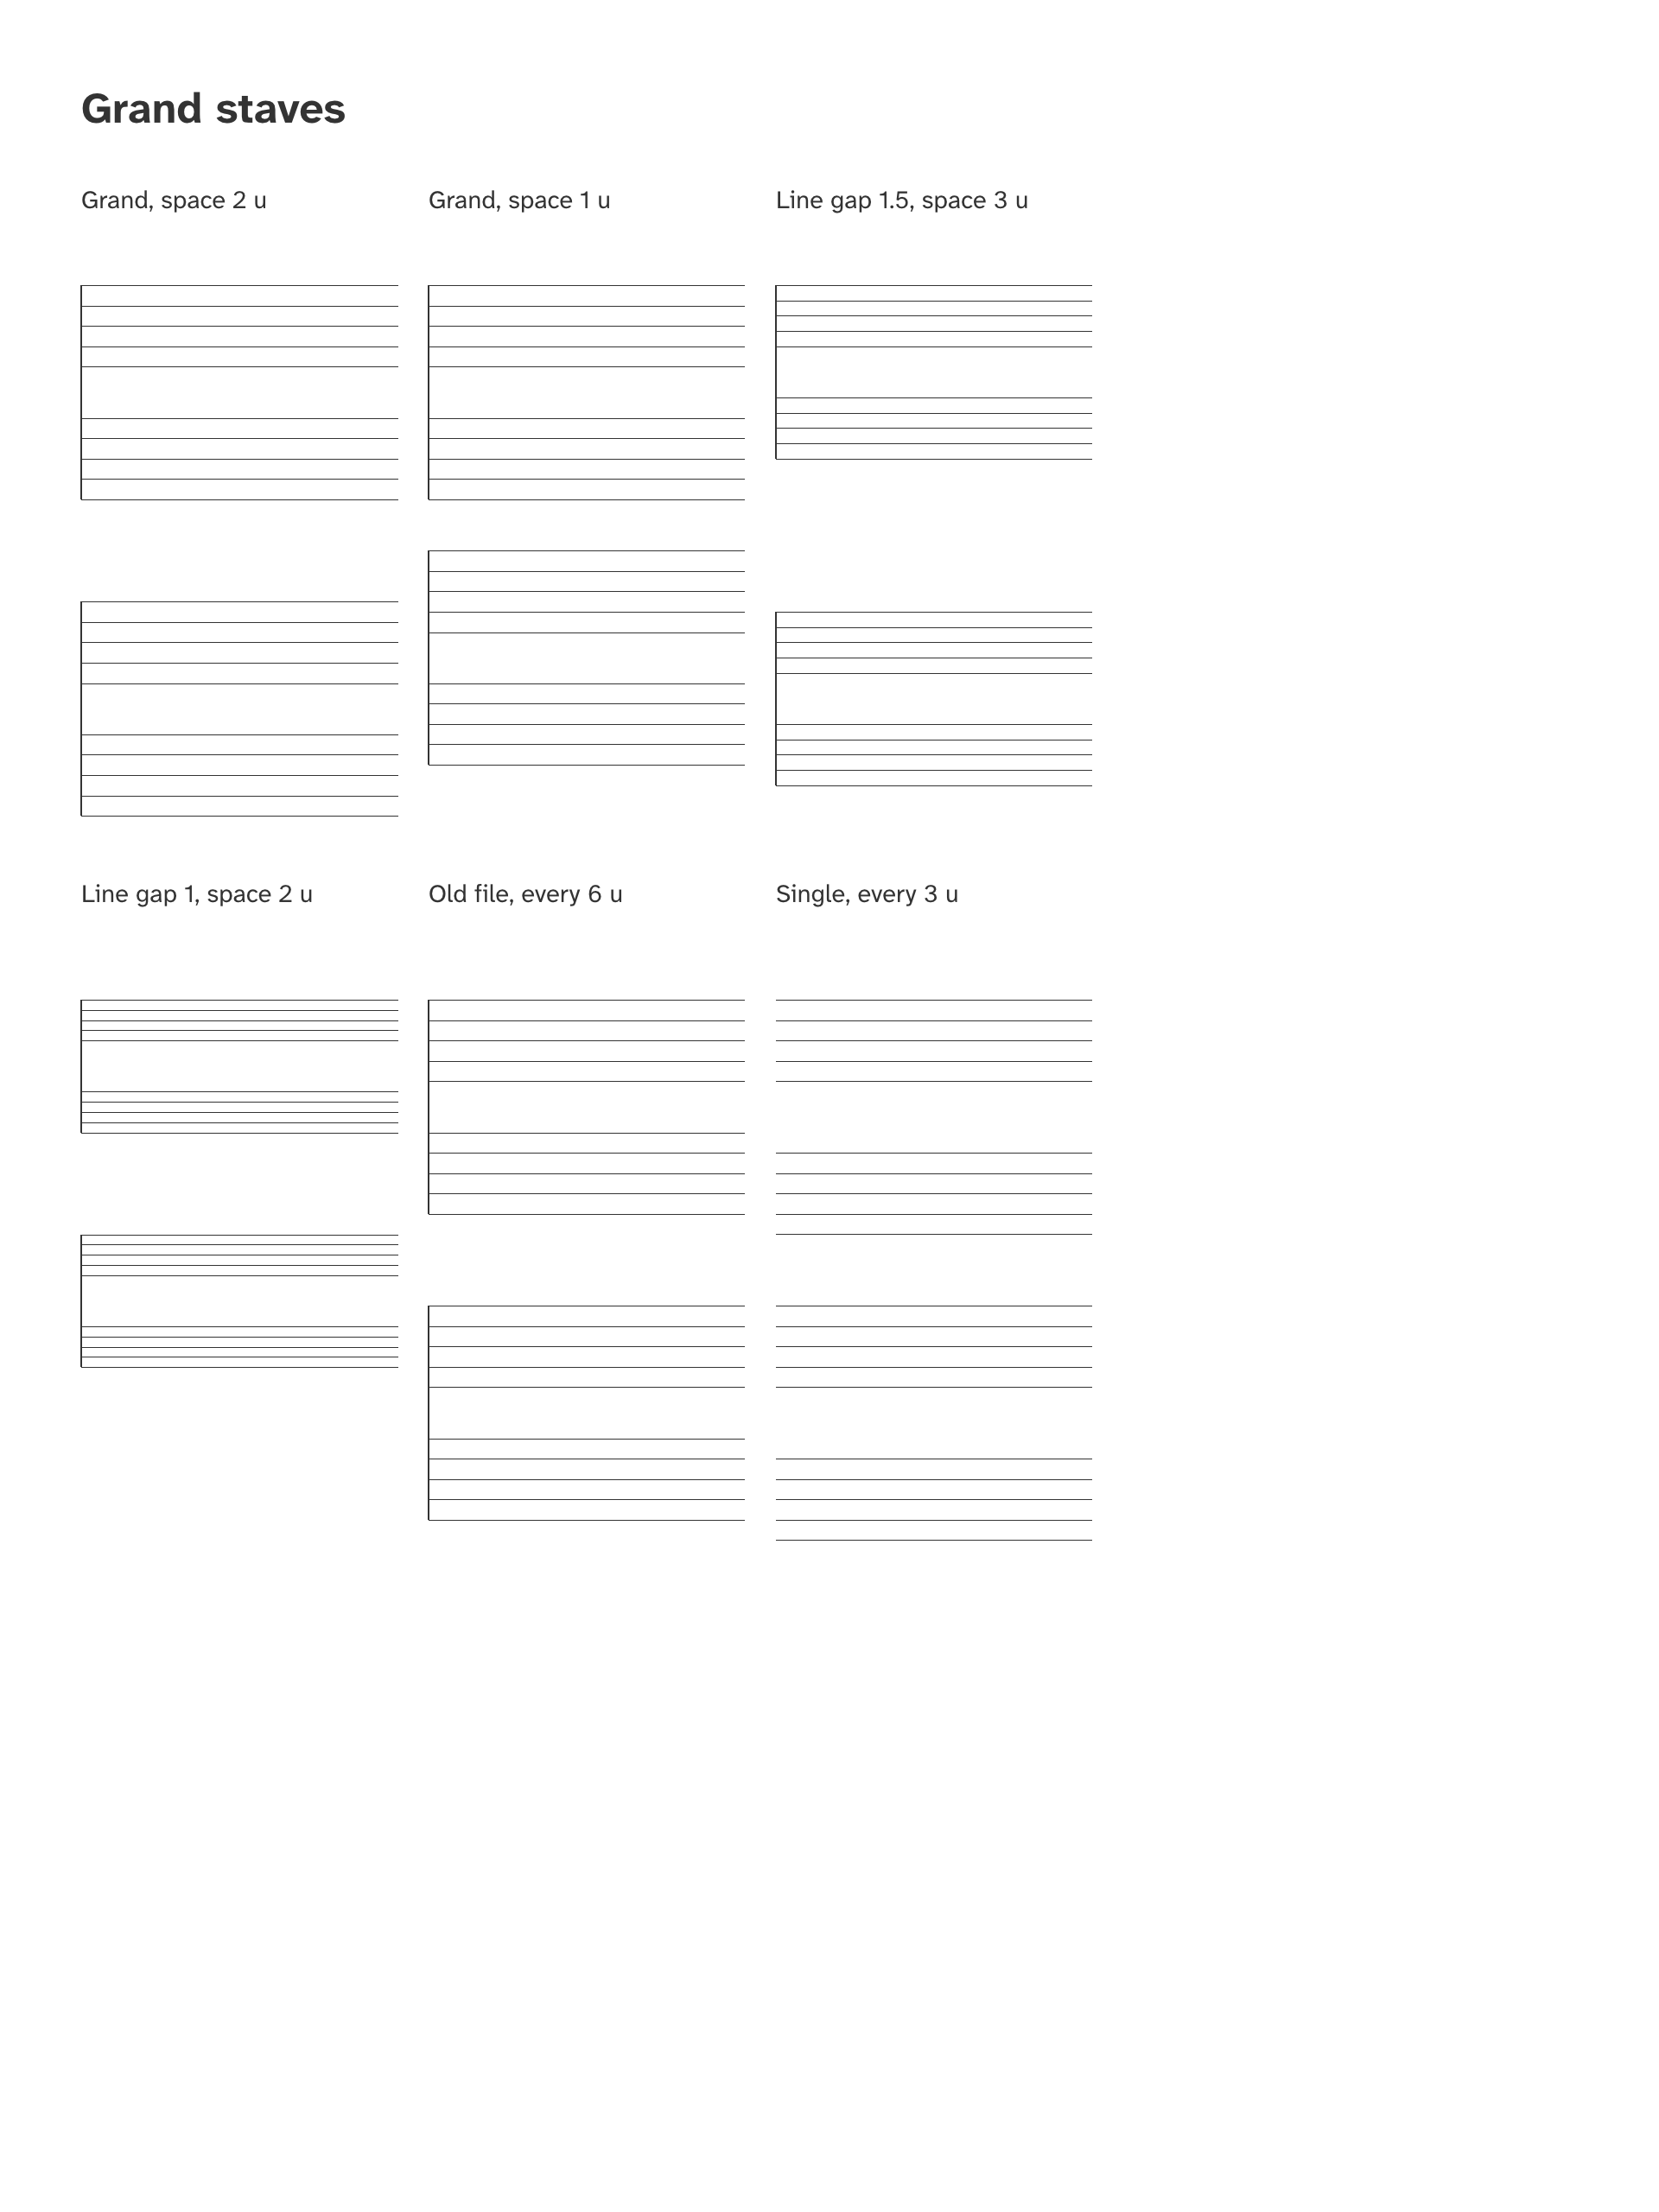 Grand staves
Grand, space 2 u
Grand, space 1 u
Line gap 1.5, space 3 u
Line gap 1, space 2 u
Old file, every 6 u
Single, every 3 u